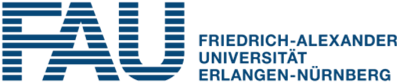 FAU
FRIEDRICH-ALEXANDER
UNIVERSITÄT
ERLANGEN-NÜRNBERG